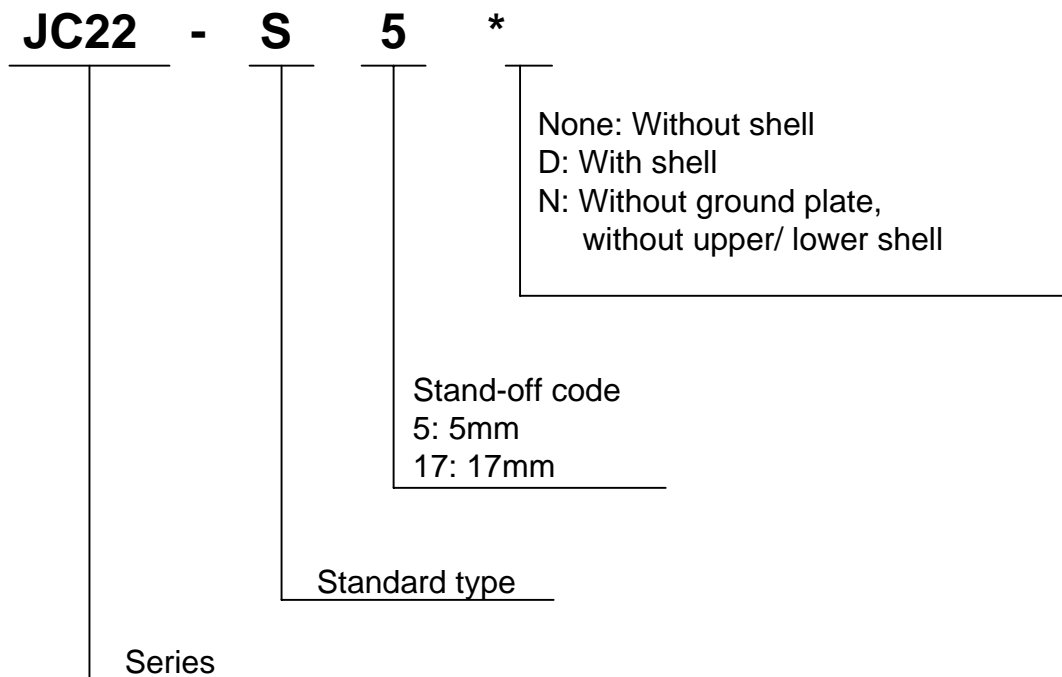 JC22 - S 5 *
None: Without shell
D: With shell
N: Without ground plate,
without upper/ lower shell
Stand-off code
5: 5mm
17: 17mm
Standard type
Series